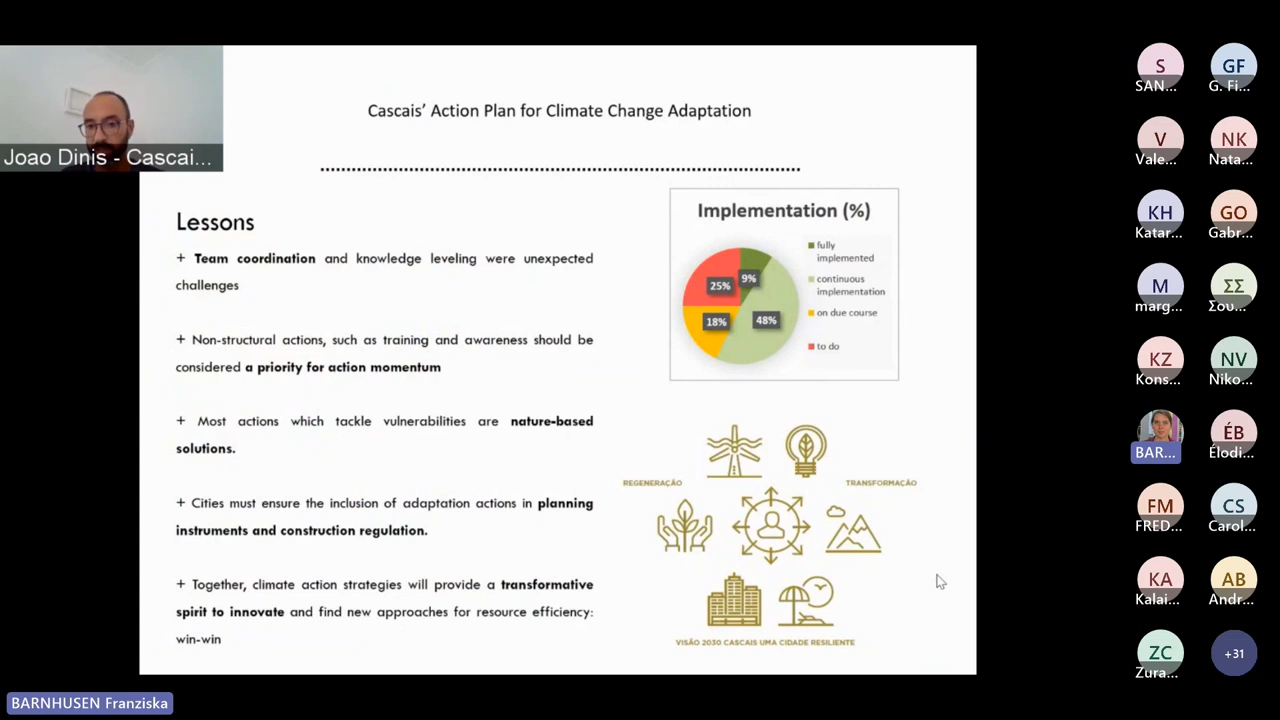 Cascais' Action Plan for Climate Change Adaptation
Joao Dinis - Cascai...
Lessons
+ Team coordination and knowledge leveling were unexpected
challenges
+ Non-structural actions, such as training and awareness should be
considered a priority for action momentum
+ Most actions which tackle vulnerabilities are nature-based
solutions.
+ Cities must ensure the inclusion of adaptation actions in planning
instruments and construction regulation.
+ Together, climate action strategies will provide a transformative
spirit to innovate and find new approaches for resource efficiency:
win-win
Implementation (%)
fully
implemented
continuous
implementation
on due course
to do
25%
9%
18%
48%
REGENERAÇÃO
TRANSFORMAÇÃO
VISÃO 2030 CASCAIS UMA CIDADE RESILIENTE
S
SAN...
GF
G. Fi...
V
Vale...
NK
Nata...
KH
Katar...
GO
Gabr...
M
marg...
ΣΣ
Σου...
KZ
Kons...
NV
Niko...
BAR...
ÉB
Élodi...
FM
FRED...
CS
Carol...
KA
Kalai...
AB
Andr...
ZC
Zura...
+31
BARNHUSEN Franziska